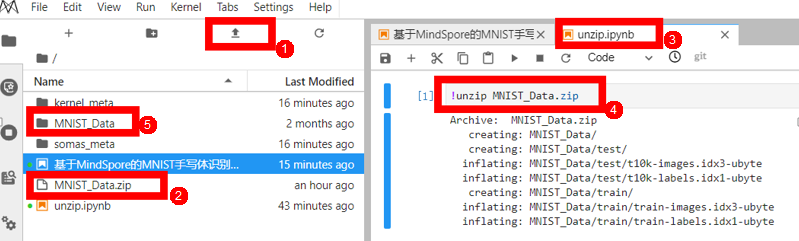 View Run Kernel Tabs Settings Help
1
/
Name Last Modified
kernel_meta 16 minutes ago
MNIST_Data 2 months ago
5
somas_meta 16 minutes ago
基于MindSpore的MNIST手写体识别... 15 minutes ago
MNIST_Data.zip an hour ago
2
unzip.ipynb 43 minutes ago
基于MindSpore的MNIST手写
unzip.ipynb
3
Code git
[1] !unzip MNIST_Data.zip
4
Archive: MNIST_Data.zip
creating: MNIST_Data/
creating: MNIST_Data/test/
inflating: MNIST_Data/test/t10k-images.idx3-ubyte
inflating: MNIST_Data/test/t10k-labels.idx1-ubyte
creating: MNIST_Data/train/
inflating: MNIST_Data/train/train-images.idx3-ubyte
inflating: MNIST_Data/train/train-labels.idx1-ubyte